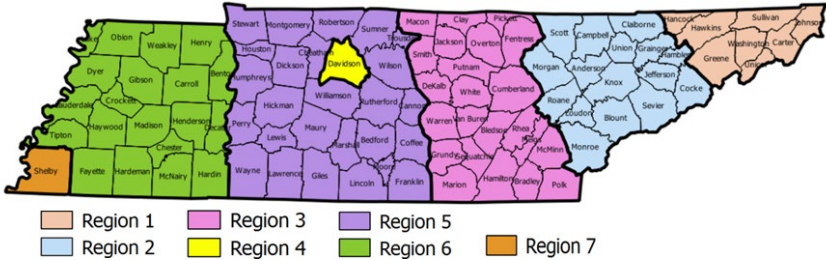 Stewart Montgomery Robertson Sumner Macon Clay Pickett Hancock Sullivan Johnson
Obion Weakley Henry Houston Cheatham Trousdale Jackson Overton Fentress Scott Campbell Claiborne Hawkins
Dickson Davidson Wilson Smith Union Grainger Washington Carter
Dyer Gibson Carroll Humphreys Putnam Morgan Anderson Hamblen Greene
Williamson DeKalb White Cumberland Knox Jefferson
Lauderdale Crockett Hickman Rutherford Cannon Roane Sevier Cocke
Haywood Madison Henderson Perry Maury Warren Van Buren Bledsoe Rhea Loudon Blount
Tipton Chester Lewis Marshall Bedford Coffee McMinn Monroe
Shelby Fayette Hardeman McNairy Hardin Wayne Lawrence Giles Lincoln Moore Franklin Grundy Sequatchie Marion Hamilton Bradley Polk
Region 1 Region 3 Region 5
Region 2 Region 4 Region 6 Region 7